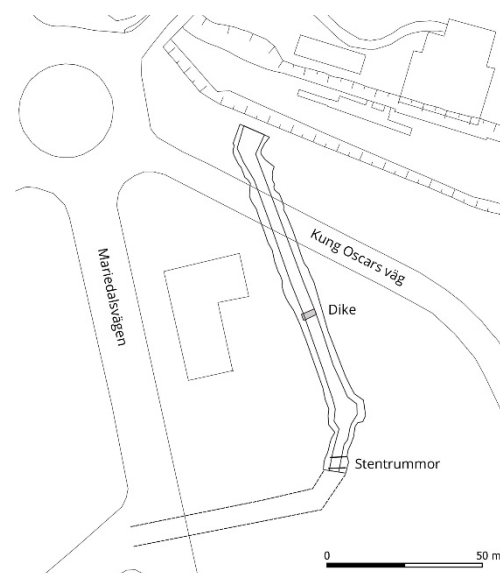 Kung Oscars väg
Mariedalsvägen
Dike
Stentrummor
0 50 m